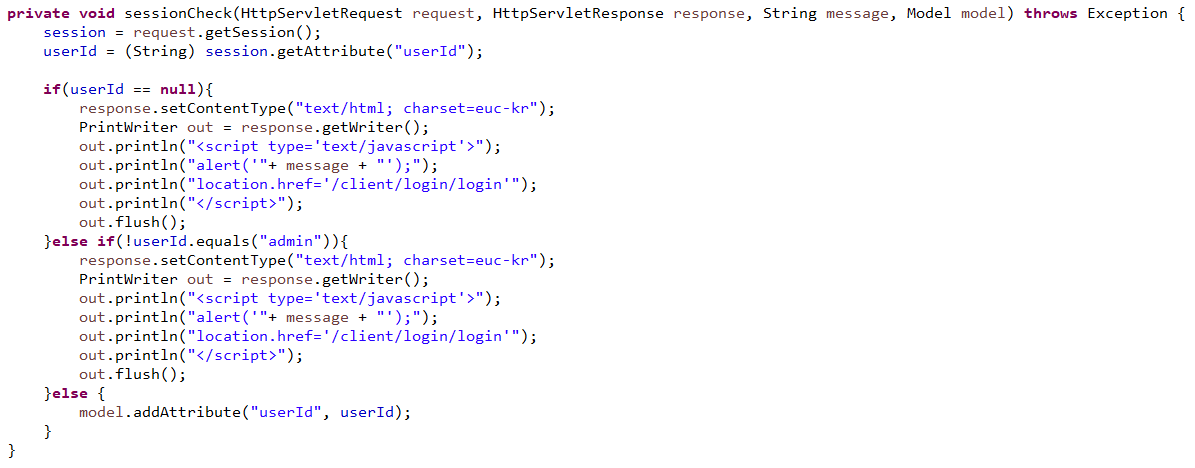 private void sessionCheck(HttpServletRequest request, HttpServletResponse response, String message, Model model) throws Exception {
    session = request.getSession();
    userId = (String) session.getAttribute("userId");

    if(userId == null){
        response.setContentType("text/html; charset=euc-kr");
        PrintWriter out = response.getWriter();
        out.println("<script type='text/javascript'>");
        out.println("alert('"+ message + "');");
        out.println("location.href='/client/login/login'");
        out.println("</script>");
        out.flush();
    }else if(!userId.equals("admin")){
        response.setContentType("text/html; charset=euc-kr");
        PrintWriter out = response.getWriter();
        out.println("<script type='text/javascript'>");
        out.println("alert('"+ message + "');");
        out.println("location.href='/client/login/login'");
        out.println("</script>");
        out.flush();
    }else {
        model.addAttribute("userId", userId);
    }
}